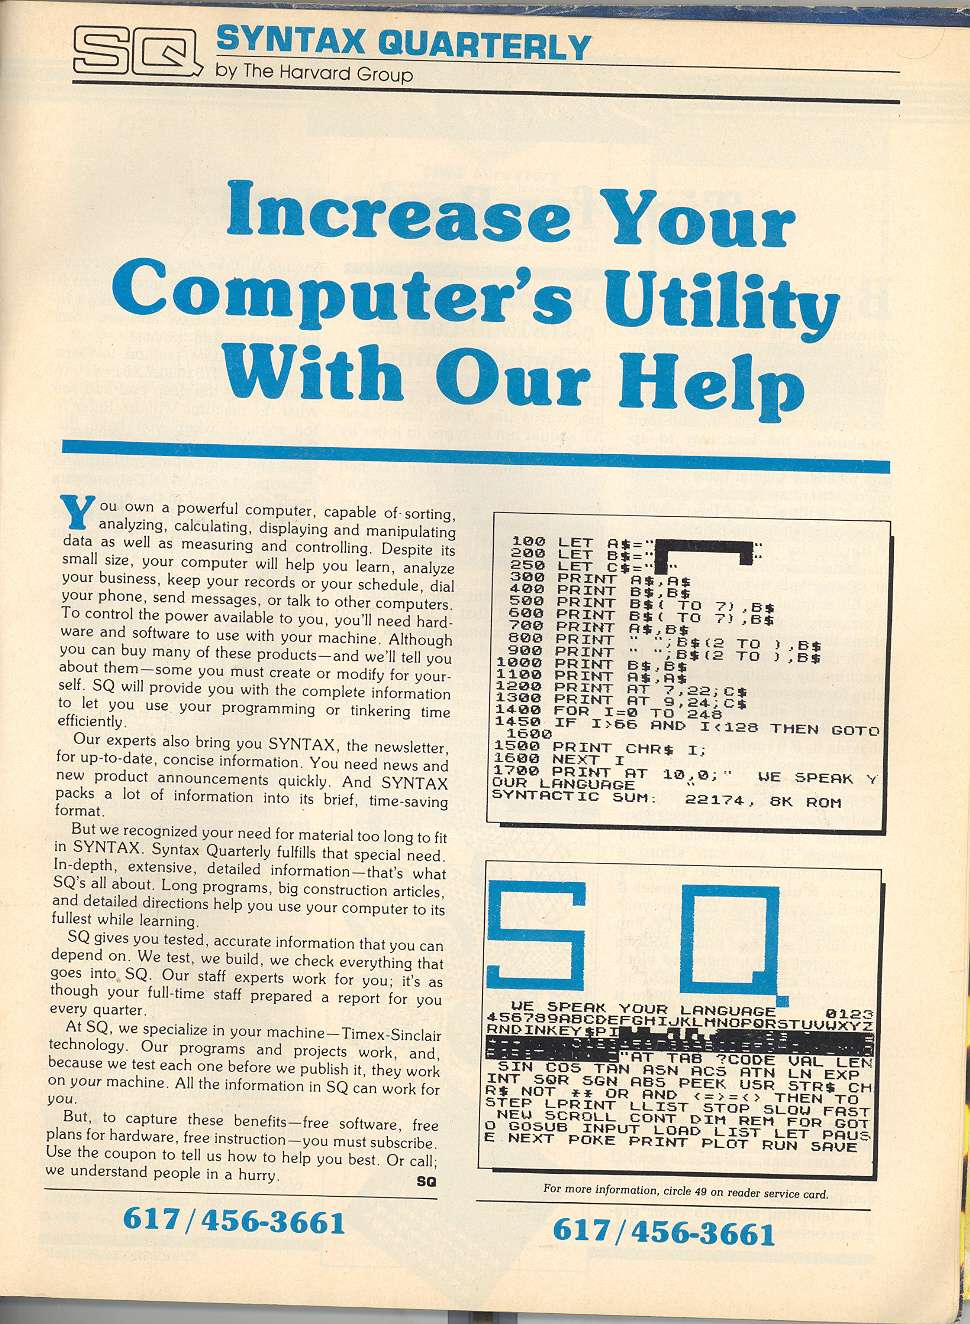 SQ SYNTAX QUARTERLY
by The Harvard Group
Increase Your
Computer's Utility
With Our Help
You own a powerful computer, capable of sorting,
analyzing, calculating, displaying and manipulating
data as well as measuring and controlling. Despite its
small size, your computer will help you learn, analyze
your business, keep your records or your schedule, dial
your phone, send messages, or talk to other computers.
To control the power available to you, you'll need hard-
ware and software to use with your machine. Although
you can buy many of these products—and we'll tell you
about them—some you must create or modify for your-
self. SQ will provide you with the complete information
to let you use your programming or tinkering time
efficiently.
Our experts also bring you SYNTAX, the newsletter,
for up-to-date, concise information. You need news and
new product announcements quickly. And SYNTAX
packs a lot of information into its brief, time-saving
format.
But we recognized your need for material too long to fit
in SYNTAX. Syntax Quarterly fulfills that special need.
In-depth, extensive, detailed information—that's what
SQ's all about. Long programs, big construction articles,
and detailed directions help you use your computer to its
fullest while learning.
SQ gives you tested, accurate information that you can
depend on. We test, we build, we check everything that
goes into SQ. Our staff experts work for you; it's as
though your full-time staff prepared a report for you
every quarter.
At SQ, we specialize in your machine—Timex-Sinclair
technology. Our programs and projects work, and,
because we test each one before we publish it, they work
on your machine. All the information in SQ can work for
you.
But, to capture these benefits—free software, free
plans for hardware, free instruction—you must subscribe.
Use the coupon to tell us how to help you best. Or call;
we understand people in a hurry. SQ
617/456-3661
100 LET A$=" "
200 LET B$=" "
250 LET C$=" "
300 PRINT A$,A$
400 PRINT B$,B$
500 PRINT B$( TO 7),B$
600 PRINT B$( TO 7),B$
700 PRINT A$,B$
800 PRINT " ";B$(2 TO ),B$
900 PRINT " ";B$(2 TO ),B$
1000 PRINT B$,B$
1100 PRINT A$,A$
1200 PRINT AT 7,22;C$
1300 PRINT AT 9,24;C$
1400 FOR I=0 TO 248
1450 IF I>66 AND I<128 THEN GOTO
1600
1500 PRINT CHR$ I;
1600 NEXT I
1700 PRINT AT 10,0;" WE SPEAK Y
OUR LANGUAGE "
SYNTACTIC SUM: 22174, 8K ROM
S Q
WE SPEAK YOUR LANGUAGE 0123
456789ABCDEFGHIJKLMNOPQRSTUVWXYZ
RNDINKEY$PI
"AT TAB ?CODE VAL LEN
SIN COS TAN ASN ACS ATN LN EXP
INT SQR SGN ABS PEEK USR STR$ CH
R$ NOT ** OR AND <=>=<> THEN TO
STEP LPRINT LLIST STOP SLOW FAST
NEW SCROLL CONT DIM REM FOR GOT
O GOSUB INPUT LOAD LIST LET PAUS
E NEXT POKE PRINT PLOT RUN SAVE
For more information, circle 49 on reader service card.
617/456-3661